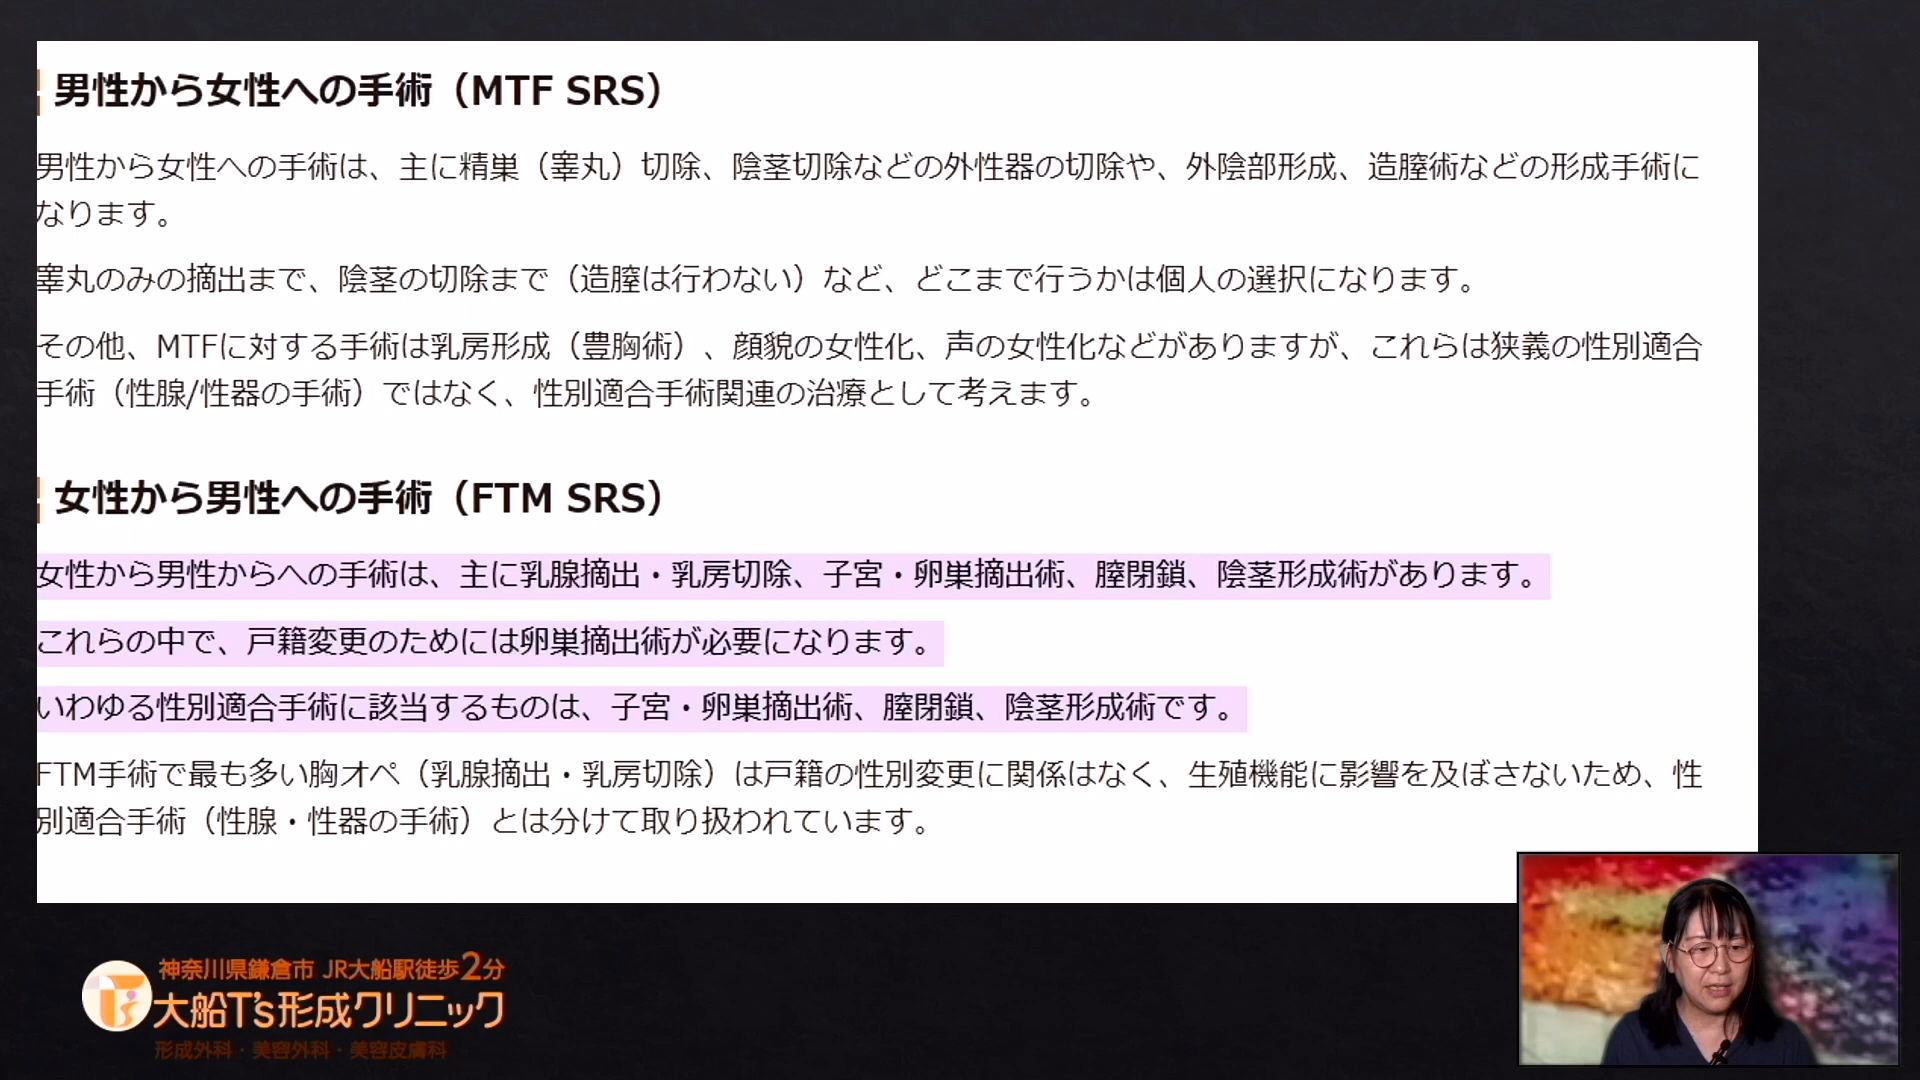 男性から女性への手術（MTF SRS）
男性から女性への手術は、主に精巣（睾丸）切除、陰茎切除などの外性器の切除や、外陰部形成、造膣術などの形成手術に
なります。
睾丸のみの摘出まで、陰茎の切除まで（造膣は行わない）など、どこまで行うかは個人の選択になります。
その他、MTFに対する手術は乳房形成（豊胸術）、顔貌の女性化、声の女性化などがありますが、これらは狭義の性別適合
手術（性腺/性器の手術）ではなく、性別適合手術関連の治療として考えます。
女性から男性への手術（FTM SRS）
女性から男性からへの手術は、主に乳腺摘出・乳房切除、子宮・卵巣摘出術、膣閉鎖、陰茎形成術があります。
これらの中で、戸籍変更のためには卵巣摘出術が必要になります。
いわゆる性別適合手術に該当するものは、子宮・卵巣摘出術、膣閉鎖、陰茎形成術です。
FTM手術で最も多い胸オペ（乳腺摘出・乳房切除）は戸籍の性別変更に関係はなく、生殖機能に影響を及ぼさないため、性
別適合手術（性腺・性器の手術）とは分けて取り扱われています。
神奈川県鎌倉市 JR大船駅徒歩2分
大船T's形成クリニック
形成外科・美容外科・美容皮膚科